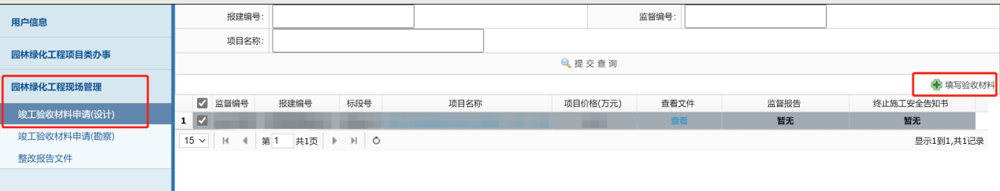 用户信息
园林绿化工程项目类办事
园林绿化工程现场管理
竣工验收材料申请(设计)
竣工验收材料申请(勘察)
整改报告文件
报建编号: 监督编号:
项目名称:
提交查询
填写验收材料
监督编号 报建编号 标段号 项目名称 项目价格(万元) 查看文件 监督报告 终止施工安全告知书
1 查看 暂无 暂无
15 第 1 共1页 显示1到1,共1记录